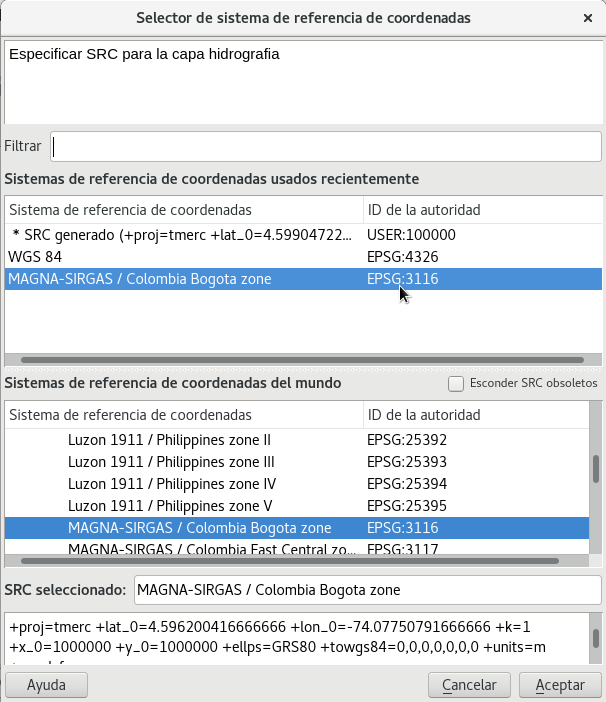 Selector de sistema de referencia de coordenadas
Especificar SRC para la capa hidrografia
Filtrar
Sistemas de referencia de coordenadas usados recientemente
Sistema de referencia de coordenadas ID de la autoridad
* SRC generado (+proj=tmerc +lat_0=4.59904722... USER:100000
WGS 84 EPSG:4326
MAGNA-SIRGAS / Colombia Bogota zone EPSG:3116
Sistemas de referencia de coordenadas del mundo Esconder SRC obsoletos
Sistema de referencia de coordenadas ID de la autoridad
Luzon 1911 / Philippines zone II EPSG:25392
Luzon 1911 / Philippines zone III EPSG:25393
Luzon 1911 / Philippines zone IV EPSG:25394
Luzon 1911 / Philippines zone V EPSG:25395
MAGNA-SIRGAS / Colombia Bogota zone EPSG:3116
MAGNA-SIRGAS / Colombia East Central zo... EPSG:3117
SRC seleccionado: MAGNA-SIRGAS / Colombia Bogota zone
+proj=tmerc +lat_0=4.596200416666666 +lon_0=-74.07750791666666 +k=1
+x_0=1000000 +y_0=1000000 +ellps=GRS80 +towgs84=0,0,0,0,0,0,0 +units=m
Ayuda Cancelar Aceptar